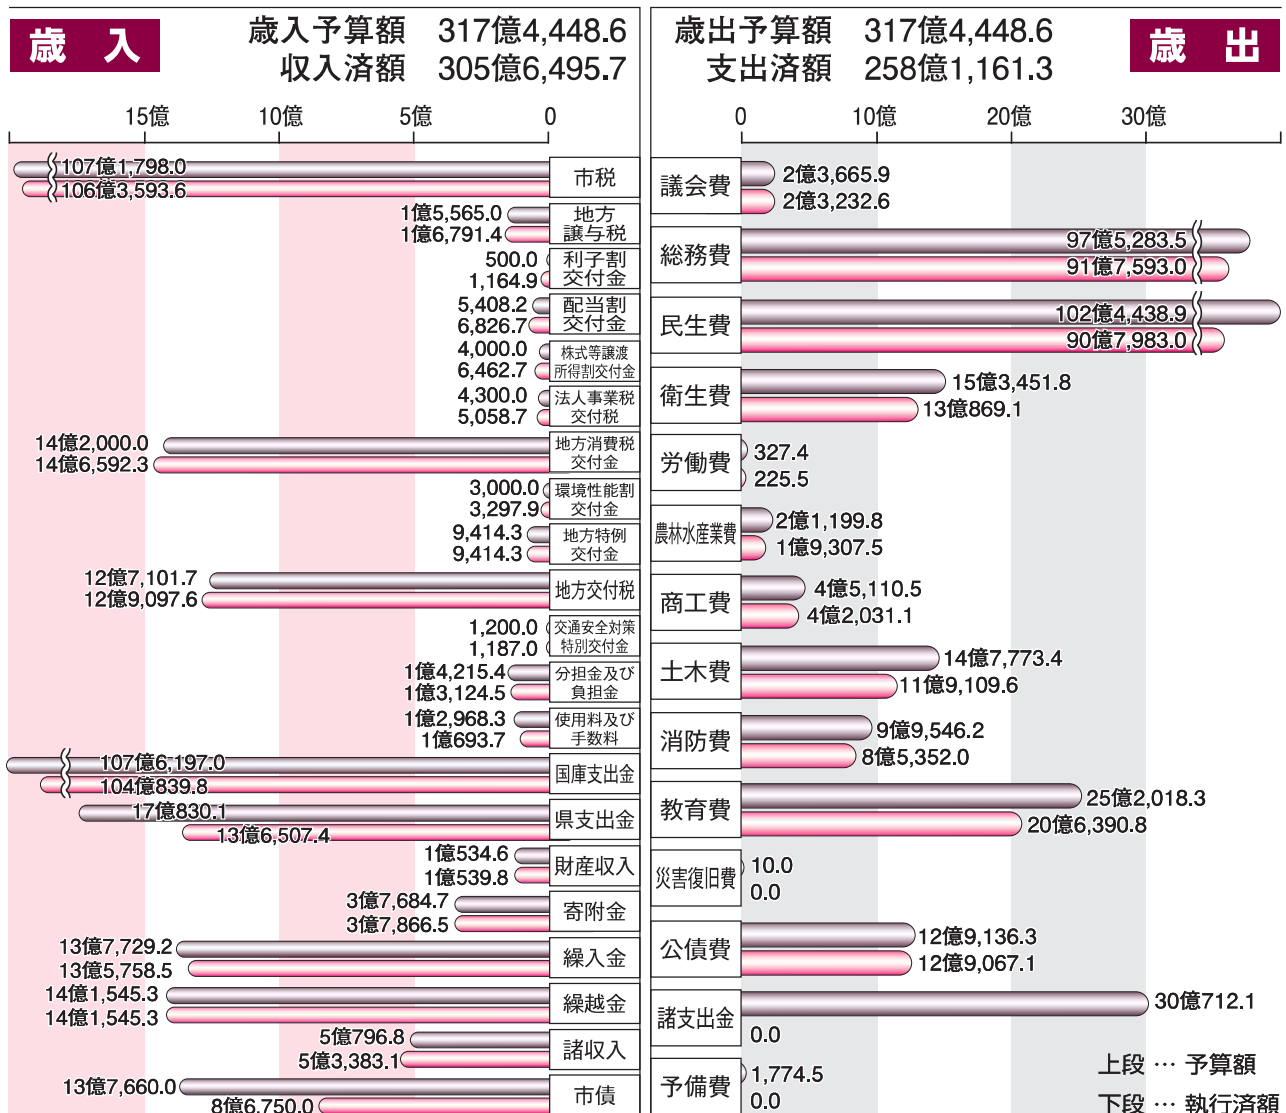 歳入
歳入予算額 317億4,448.6
収入済額 305億6,495.7
15億 10億 5億 0
107億1,798.0
106億3,593.6
市税
1億5,565.0
1億6,791.4
地方
譲与税
500.0
1,164.9
利子割
交付金
5,408.2
6,826.7
配当割
交付金
4,000.0
6,462.7
株式等譲渡
所得割交付金
4,300.0
5,058.7
法人事業税
交付税
14億2,000.0
14億6,592.3
地方消費税
交付金
3,000.0
3,297.9
環境性能割
交付金
9,414.3
9,414.3
地方特例
交付金
12億7,101.7
12億9,097.6
地方交付税
1,200.0
1,187.0
交通安全対策
特別交付金
1億4,215.4
1億3,124.5
分担金及び
負担金
1億2,968.3
1億693.7
使用料及び
手数料
107億6,197.0
104億839.8
国庫支出金
17億830.1
13億6,507.4
県支出金
1億534.6
1億539.8
財産収入
3億7,684.7
3億7,866.5
寄附金
13億7,729.2
13億5,758.5
繰入金
14億1,545.3
14億1,545.3
繰越金
5億796.8
5億3,383.1
諸収入
13億7,660.0
8億6,750.0
市債
歳出予算額 317億4,448.6
支出済額 258億1,161.3
歳出
0 10億 20億 30億
議会費
2億3,665.9
2億3,232.6
総務費
97億5,283.5
91億7,593.0
民生費
102億4,438.9
90億7,983.0
衛生費
15億3,451.8
13億869.1
労働費
327.4
225.5
農林水産業費
2億1,199.8
1億9,307.5
商工費
4億5,110.5
4億2,031.1
土木費
14億7,773.4
11億9,109.6
消防費
9億9,546.2
8億5,352.0
教育費
25億2,018.3
20億6,390.8
災害復旧費
10.0
0.0
公債費
12億9,136.3
12億9,067.1
諸支出金
30億712.1
0.0
予備費
1,774.5
0.0
上段…予算額
下段…執行済額